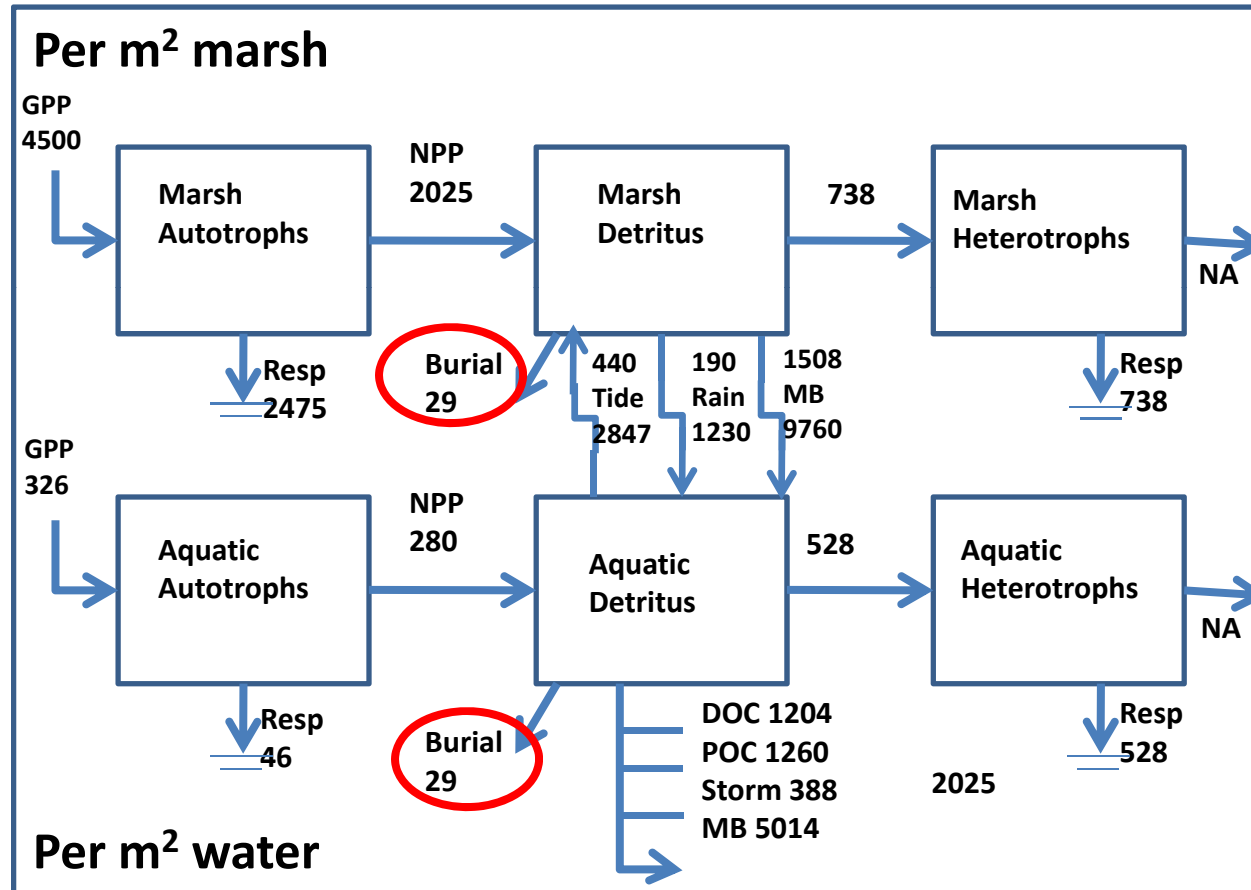 Per m² marsh
GPP
4500
Marsh
Autotrophs
NPP
2025
Marsh
Detritus
738
Marsh
Heterotrophs
NA
Resp
2475
Burial
29
440
Tide
2847
190
Rain
1230
1508
MB
9760
Resp
738
GPP
326
Aquatic
Autotrophs
NPP
280
Aquatic
Detritus
528
Aquatic
Heterotrophs
NA
Resp
46
Burial
29
DOC 1204
POC 1260
Storm 388
MB 5014
2025
Resp
528
Per m² water